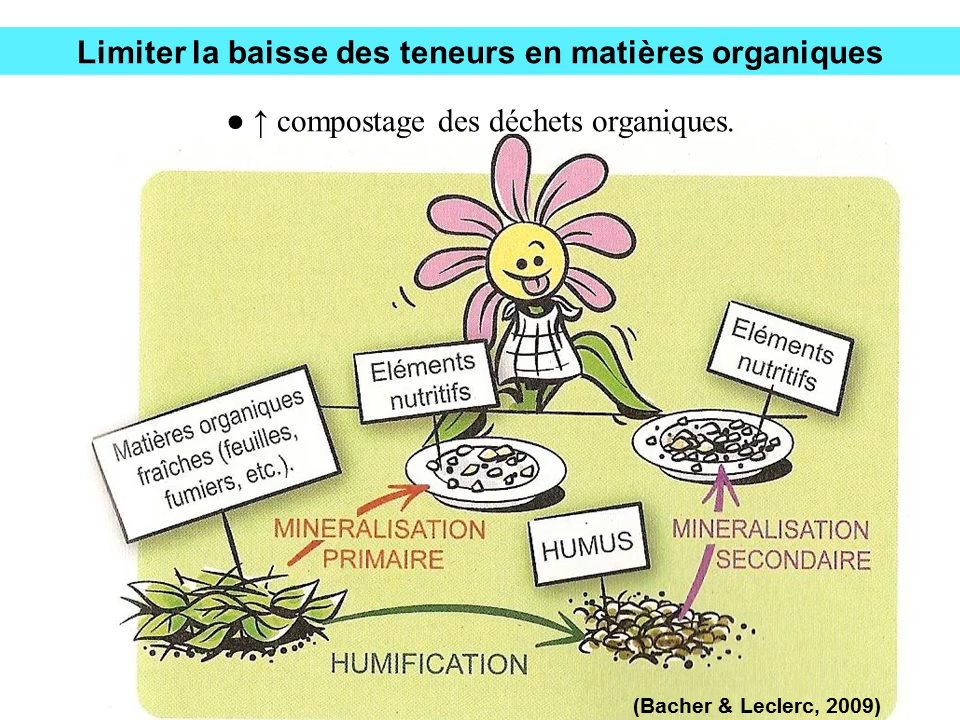 Limiter la baisse des teneurs en matières organiques
● ↑ compostage des déchets organiques.
Eléments
nutritifs
Eléments
nutritifs
Matières organiques
fraîches (feuilles,
fumiers, etc.).
MINERALISATION
PRIMAIRE
HUMUS
MINERALISATION
SECONDAIRE
HUMIFICATION
(Bacher & Leclerc, 2009)